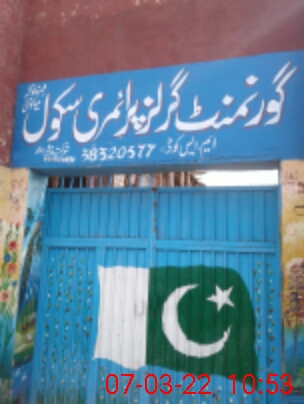 گورنمنٹ گرلز پرائمری سکول
ایم ایس کوڈ: 38320577
07-03-22 10:53